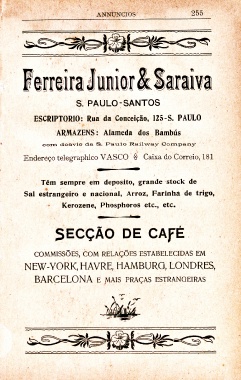 ANNUNCIOS 255
Ferreira Junior & Saraiva
S. PAULO-SANTOS
ESCRIPTORIO: Rua da Conceição, 125-S. PAULO
ARMAZENS: Alameda dos Bambús
com desvio da S. Paulo Railway Company
Endereço telegraphico VASCO Caixa do Correio, 181
Têm sempre em deposito, grande stock de
Sal estrangeiro e nacional, Arroz, Farinha de trigo,
Kerozene, Phosphoros etc., etc.
SECÇÃO DE CAFÉ
COMMISSÕES, COM RELAÇÕES ESTABELECIDAS EM
NEW-YORK, HAVRE, HAMBURG, LONDRES,
BARCELONA E MAIS PRAÇAS ESTRANGEIRAS